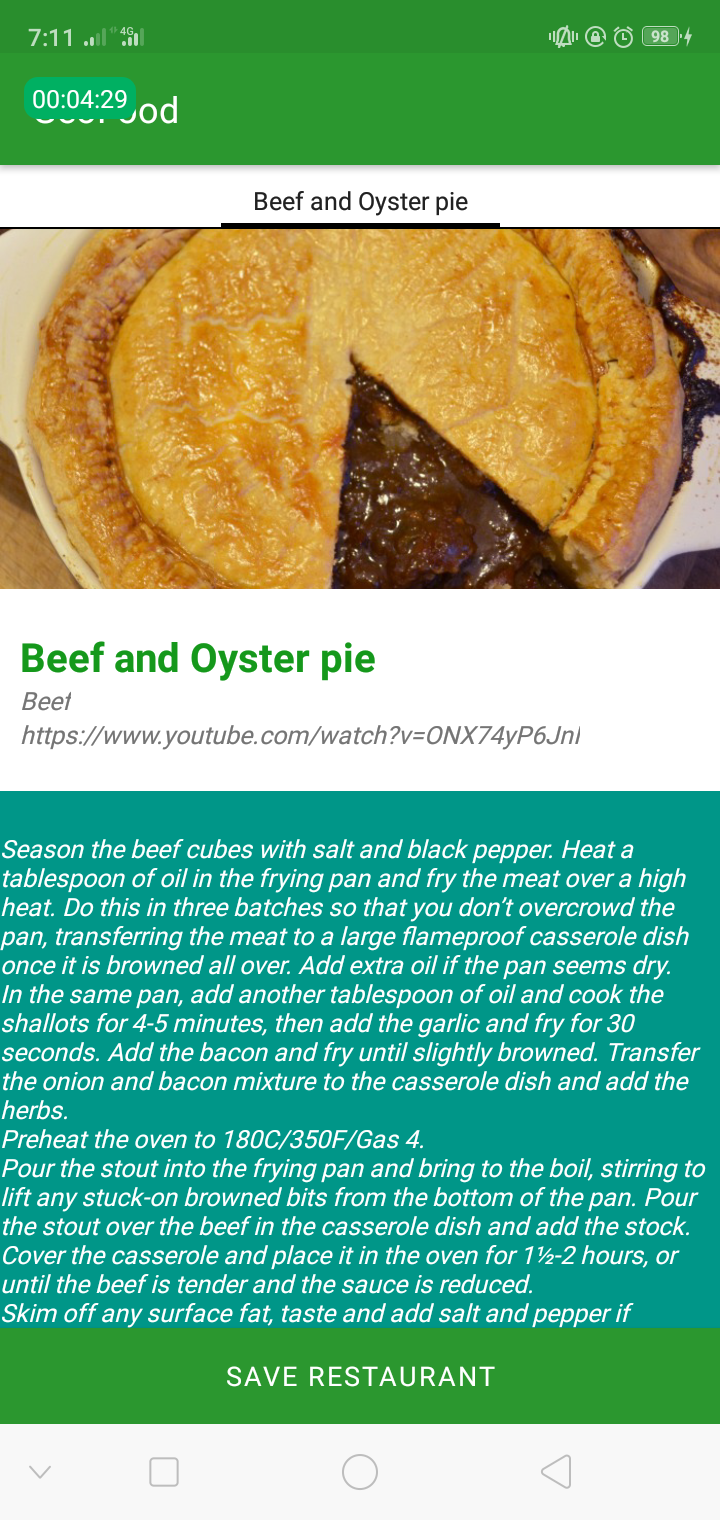 7:11
4G
98
00:04:29
ood
Beef and Oyster pie
Beef and Oyster pie
Beef
https://www.youtube.com/watch?v=ONX74yP6JnI
Season the beef cubes with salt and black pepper. Heat a
tablespoon of oil in the frying pan and fry the meat over a high
heat. Do this in three batches so that you don’t overcrowd the
pan, transferring the meat to a large flameproof casserole dish
once it is browned all over. Add extra oil if the pan seems dry.
In the same pan, add another tablespoon of oil and cook the
shallots for 4-5 minutes, then add the garlic and fry for 30
seconds. Add the bacon and fry until slightly browned. Transfer
the onion and bacon mixture to the casserole dish and add the
herbs.
Preheat the oven to 180C/350F/Gas 4.
Pour the stout into the frying pan and bring to the boil, stirring to
lift any stuck-on browned bits from the bottom of the pan. Pour
the stout over the beef in the casserole dish and add the stock.
Cover the casserole and place it in the oven for 1½-2 hours, or
until the beef is tender and the sauce is reduced.
Skim off any surface fat, taste and add salt and pepper if
SAVE RESTAURANT